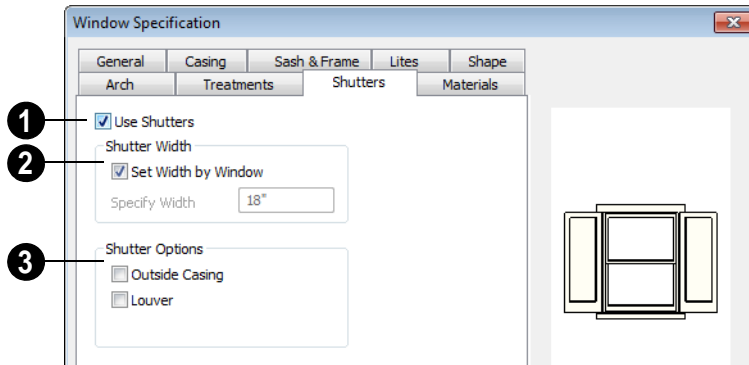 Window Specification
General Casing Sash & Frame Lites Shape
Arch Treatments Shutters Materials
1 Use Shutters
Shutter Width
2 Set Width by Window
Specify Width 18"
Shutter Options
3 Outside Casing
Louver